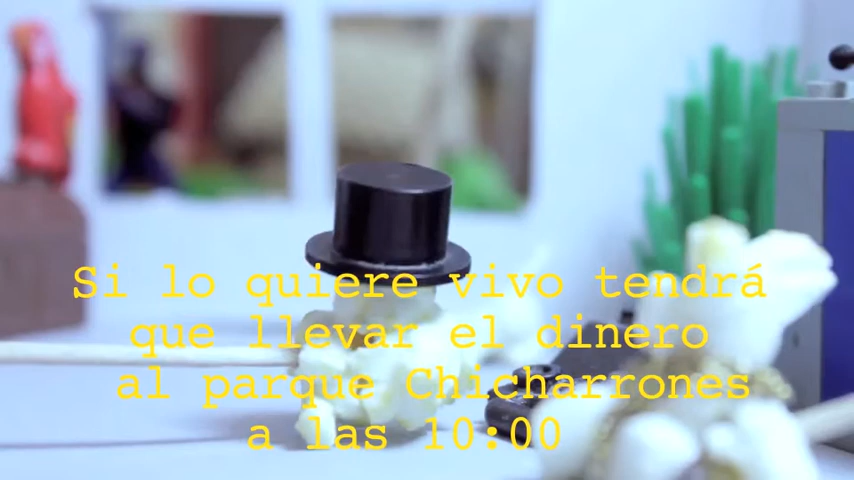 Si lo quiere vivo tendrá
que llevar el dinero
al parque Chicharrones
a las 10:00